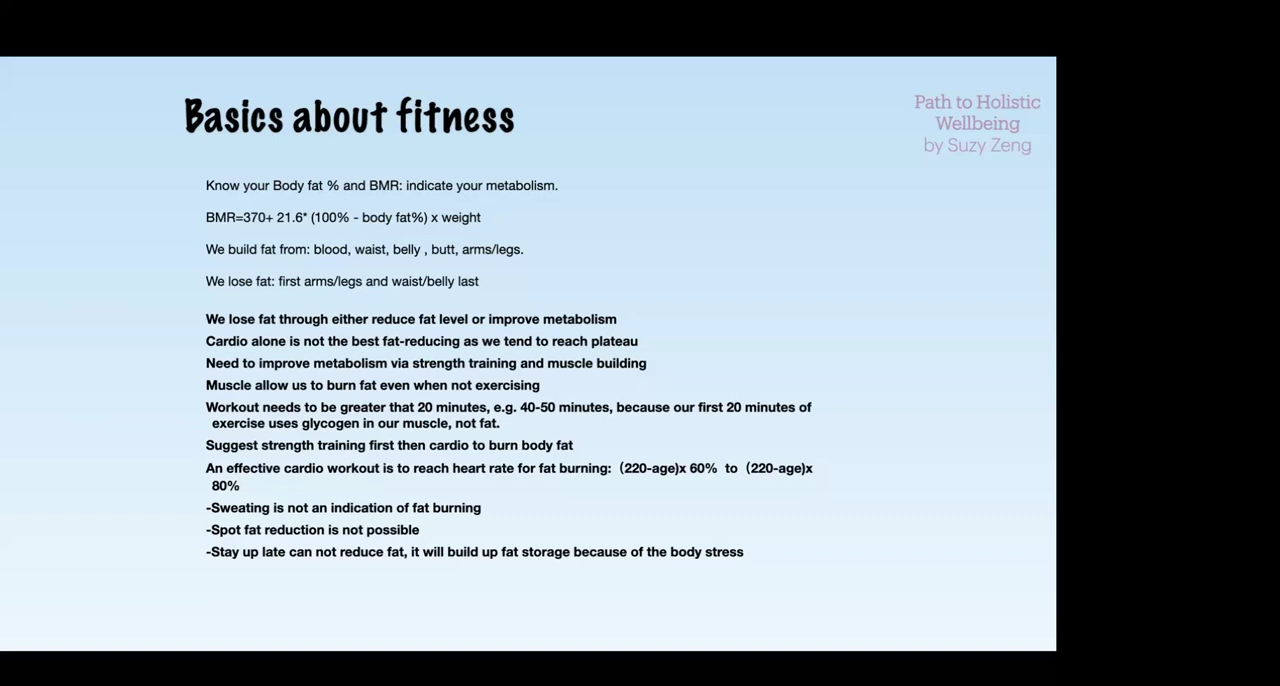 Basics about fitness
Path to Holistic
Wellbeing
by Suzy Zeng
Know your Body fat % and BMR: indicate your metabolism.
BMR=370+ 21.6* (100% - body fat%) x weight
We build fat from: blood, waist, belly , butt, arms/legs.
We lose fat: first arms/legs and waist/belly last
We lose fat through either reduce fat level or improve metabolism
Cardio alone is not the best fat-reducing as we tend to reach plateau
Need to improve metabolism via strength training and muscle building
Muscle allow us to burn fat even when not exercising
Workout needs to be greater that 20 minutes, e.g. 40-50 minutes, because our first 20 minutes of
exercise uses glycogen in our muscle, not fat.
Suggest strength training first then cardio to burn body fat
An effective cardio workout is to reach heart rate for fat burning:（220-age)x 60%  to（220-age)x
80%
-Sweating is not an indication of fat burning
-Spot fat reduction is not possible
-Stay up late can not reduce fat, it will build up fat storage because of the body stress